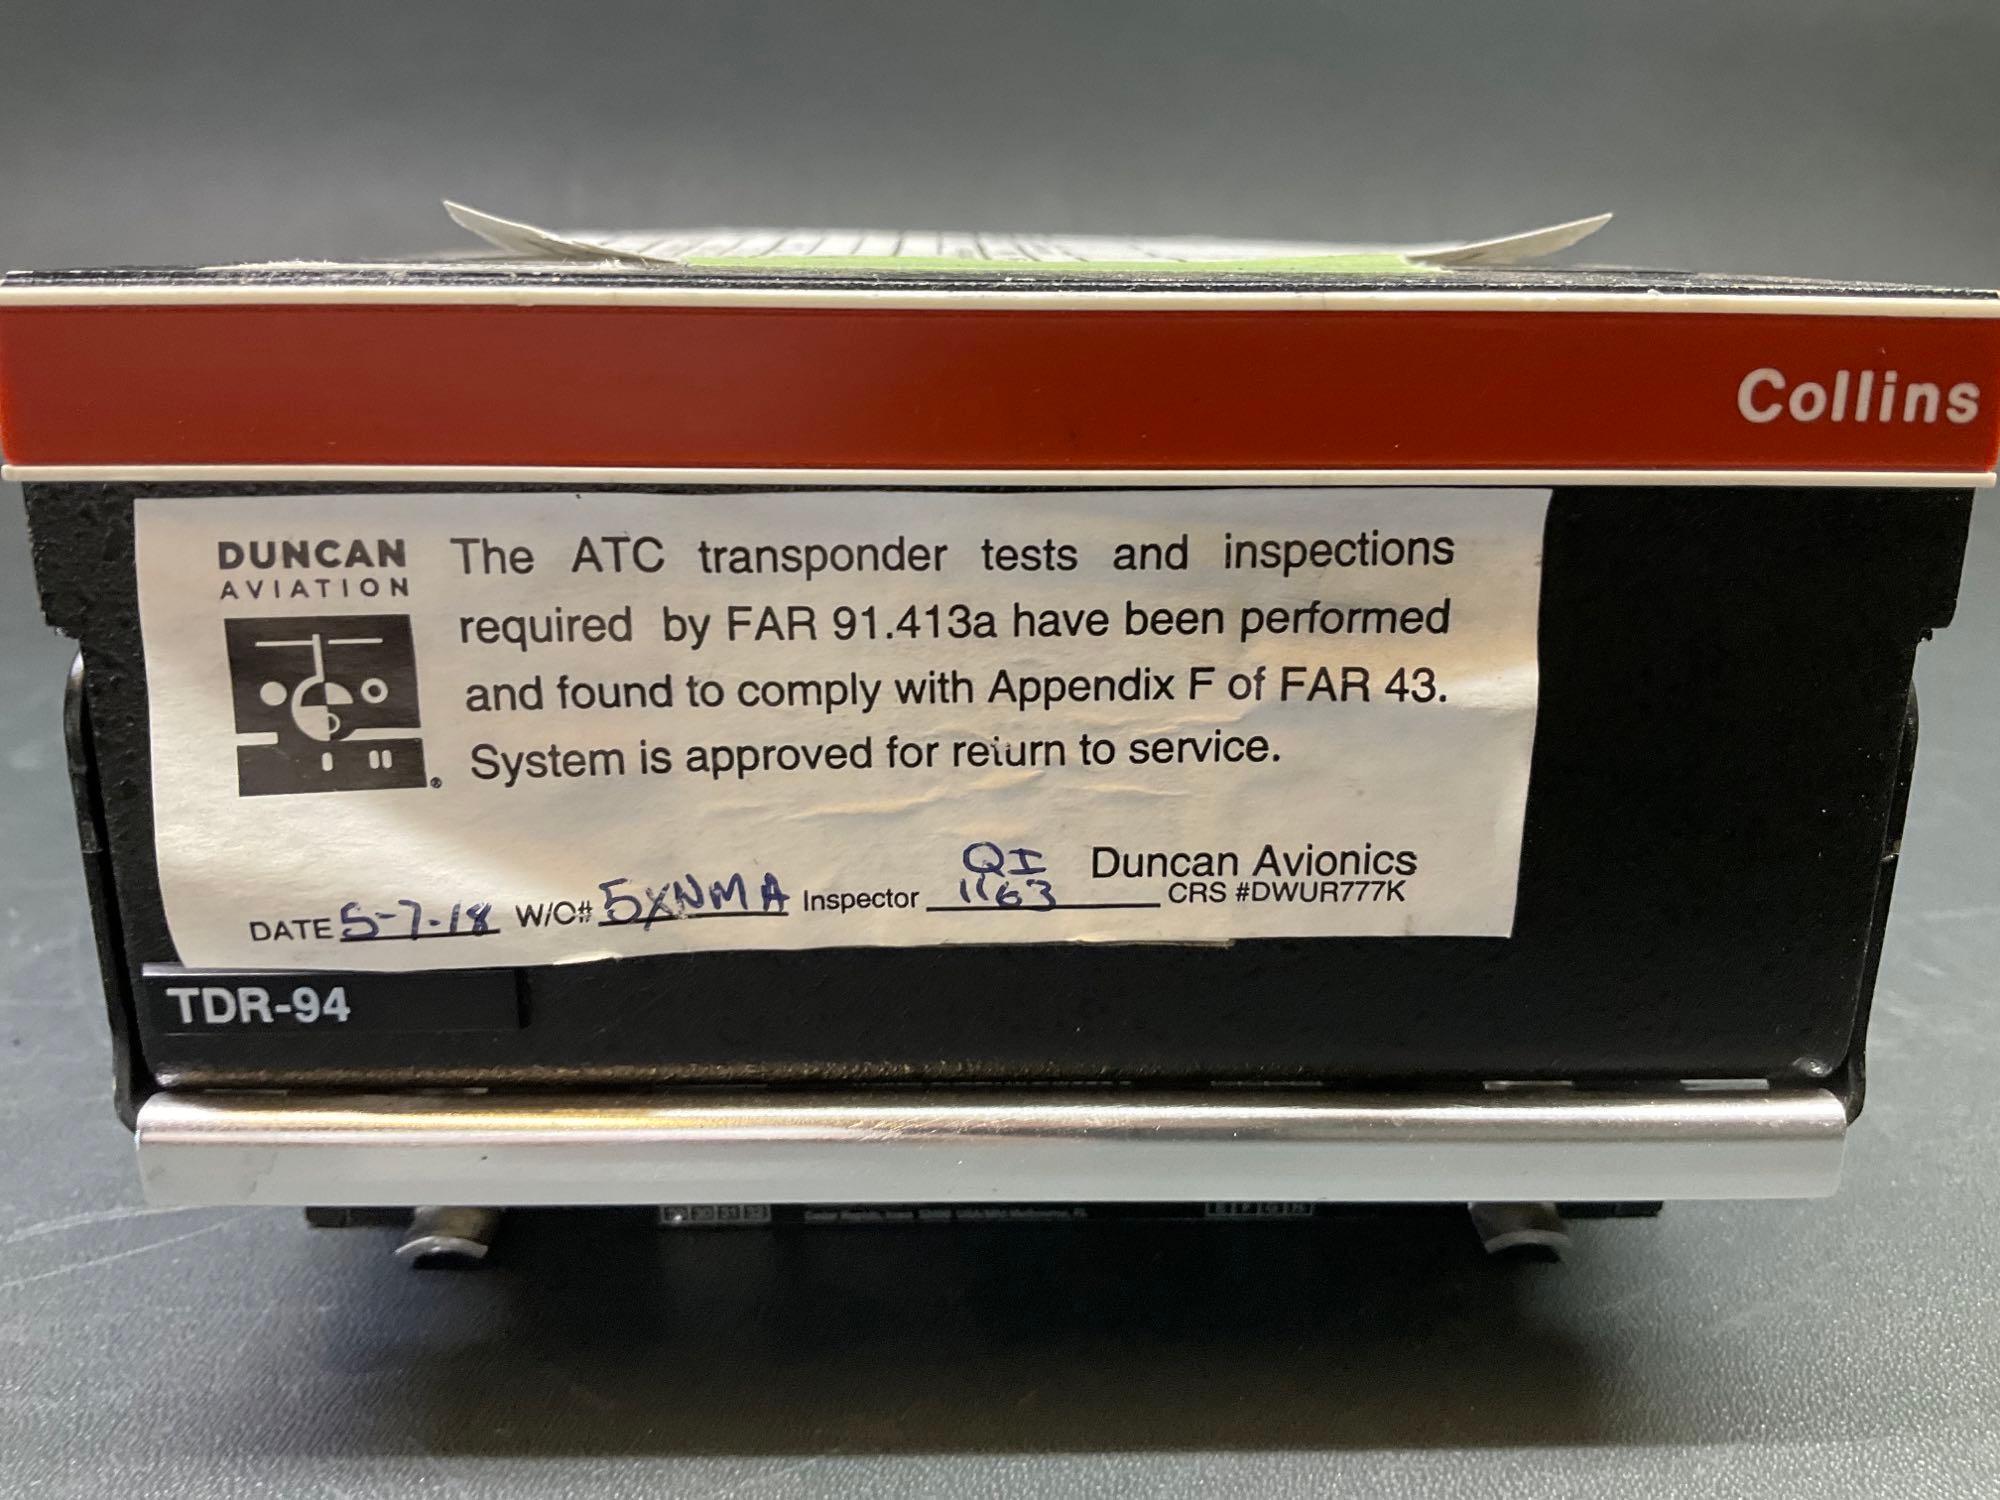 Collins
DUNCAN
AVIATION
The ATC transponder tests and inspections
required by FAR 91.413a have been performed
and found to comply with Appendix F of FAR 43.
System is approved for return to service.
DATE 5-7-18 W/O# 5XNMA Inspector QI 1163 Duncan Avionics
CRS #DWUR777K
TDR-94
31 32